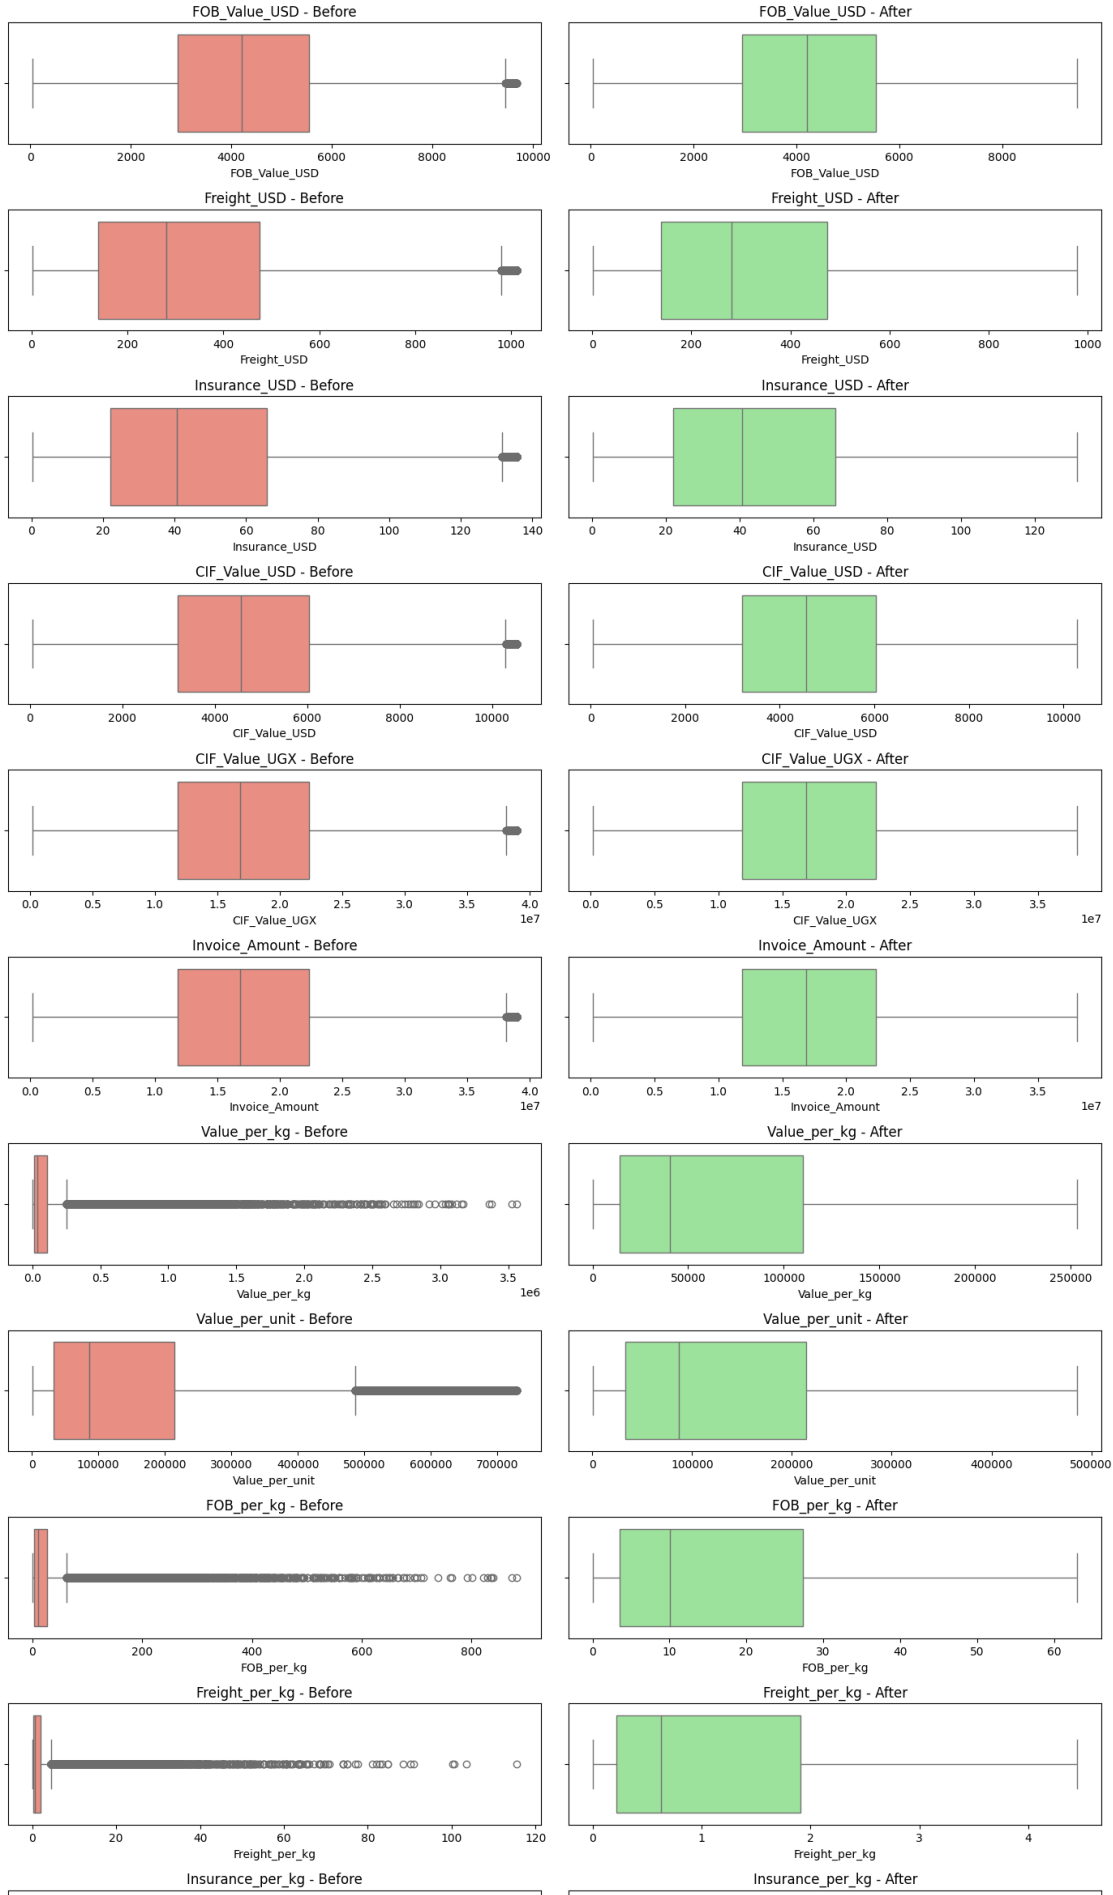 FOB_Value_USD - Before
FOB_Value_USD - After
0 2000 4000 6000 8000 10000
0 2000 4000 6000 8000
FOB_Value_USD
FOB_Value_USD
Freight_USD - Before
Freight_USD - After
0 200 400 600 800 1000
0 200 400 600 800 1000
Freight_USD
Freight_USD
Insurance_USD - Before
Insurance_USD - After
0 20 40 60 80 100 120 140
0 20 40 60 80 100 120
Insurance_USD
Insurance_USD
CIF_Value_USD - Before
CIF_Value_USD - After
0 2000 4000 6000 8000 10000
0 2000 4000 6000 8000 10000
CIF_Value_USD
CIF_Value_USD
CIF_Value_UGX - Before
CIF_Value_UGX - After
0.0 0.5 1.0 1.5 2.0 2.5 3.0 3.5 4.0
0.0 0.5 1.0 1.5 2.0 2.5 3.0 3.5
CIF_Value_UGX 1e7
CIF_Value_UGX 1e7
Invoice_Amount - Before
Invoice_Amount - After
0.0 0.5 1.0 1.5 2.0 2.5 3.0 3.5 4.0
0.0 0.5 1.0 1.5 2.0 2.5 3.0 3.5
Invoice_Amount 1e7
Invoice_Amount 1e7
Value_per_kg - Before
Value_per_kg - After
0.0 0.5 1.0 1.5 2.0 2.5 3.0 3.5
0 50000 100000 150000 200000 250000
Value_per_kg 1e6
Value_per_kg
Value_per_unit - Before
Value_per_unit - After
0 100000 200000 300000 400000 500000 600000 700000
0 100000 200000 300000 400000 500000
Value_per_unit
Value_per_unit
FOB_per_kg - Before
FOB_per_kg - After
0 200 400 600 800
0 10 20 30 40 50 60
FOB_per_kg
FOB_per_kg
Freight_per_kg - Before
Freight_per_kg - After
0 20 40 60 80 100 120
0 1 2 3 4
Freight_per_kg
Freight_per_kg
Insurance_per_kg - Before
Insurance_per_kg - After